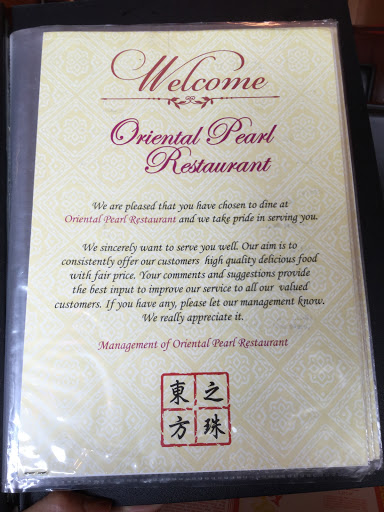 Welcome
Oriental Pearl
Restaurant
We are pleased that you have chosen to dine at
Oriental Pearl Restaurant and we take pride in serving you.
We sincerely want to serve you well. Our aim is to
consistently offer our customers high quality delicious food
with fair price. Your comments and suggestions provide
the best input to improve our service to all our valued
customers. If you have any, please let our management know.
We really appreciate it.
Management of Oriental Pearl Restaurant
東之
方珠